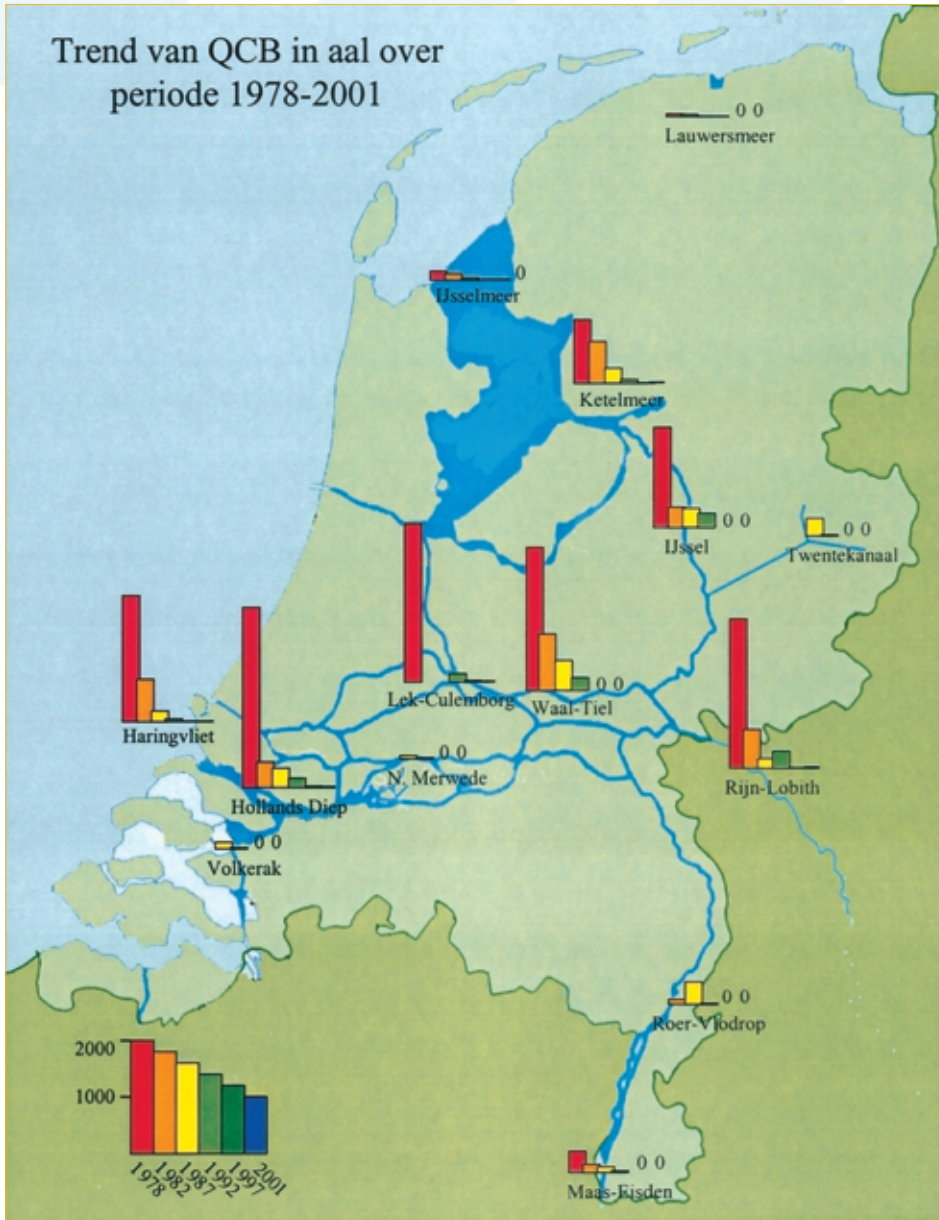 Trend van QCB in aal over
periode 1978-2001
0 0
Lauwersmeer
0
IJsselmeer
Ketelmeer
0 0
IJssel
0 0
Twentekanaal
Lek-Culemborg
0 0
Waal-Tiel
Haringvliet
0 0
N. Merwede
Rijn-Lobith
Hollands Diep
0 0
Volkerak
0 0
Roer-Vlodrop
2000
1000
1978
1982
1987
1992
1997
2001
0 0
Maas-Eisden